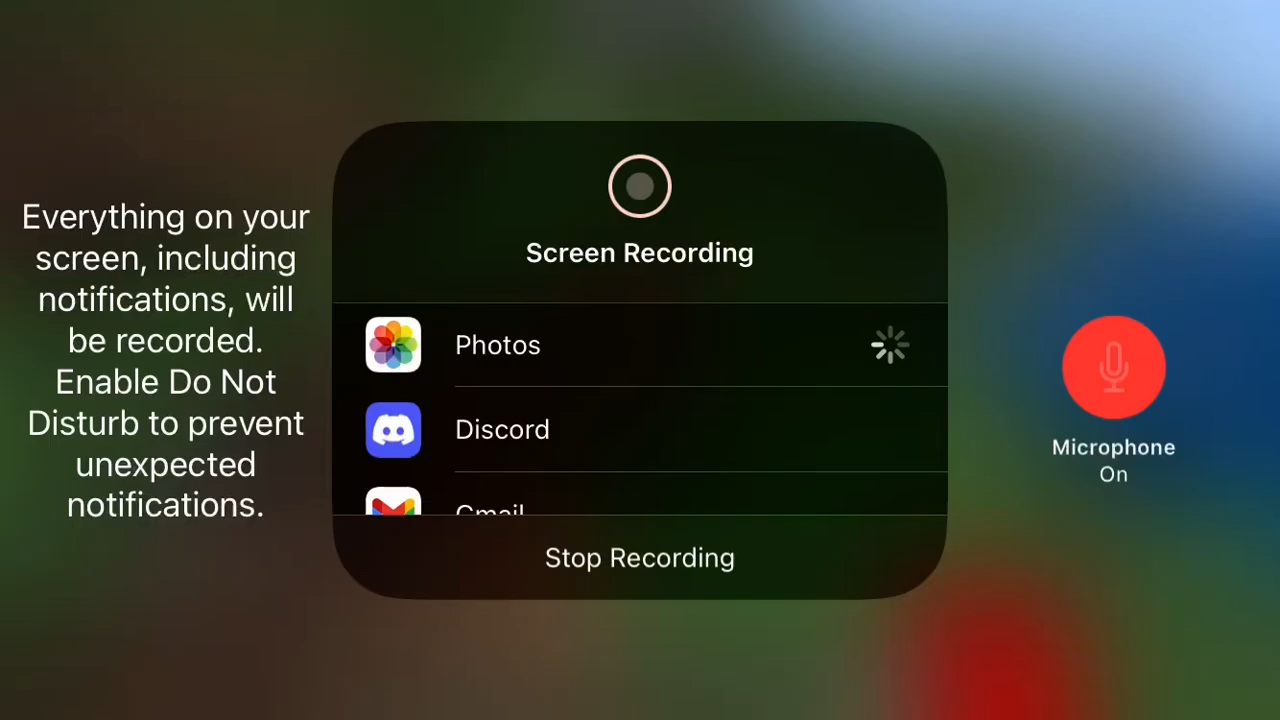 Everything on your
screen, including
notifications, will
be recorded.
Enable Do Not
Disturb to prevent
unexpected
notifications.
Screen Recording
Photos
Discord
Gmail
Stop Recording
Microphone
On